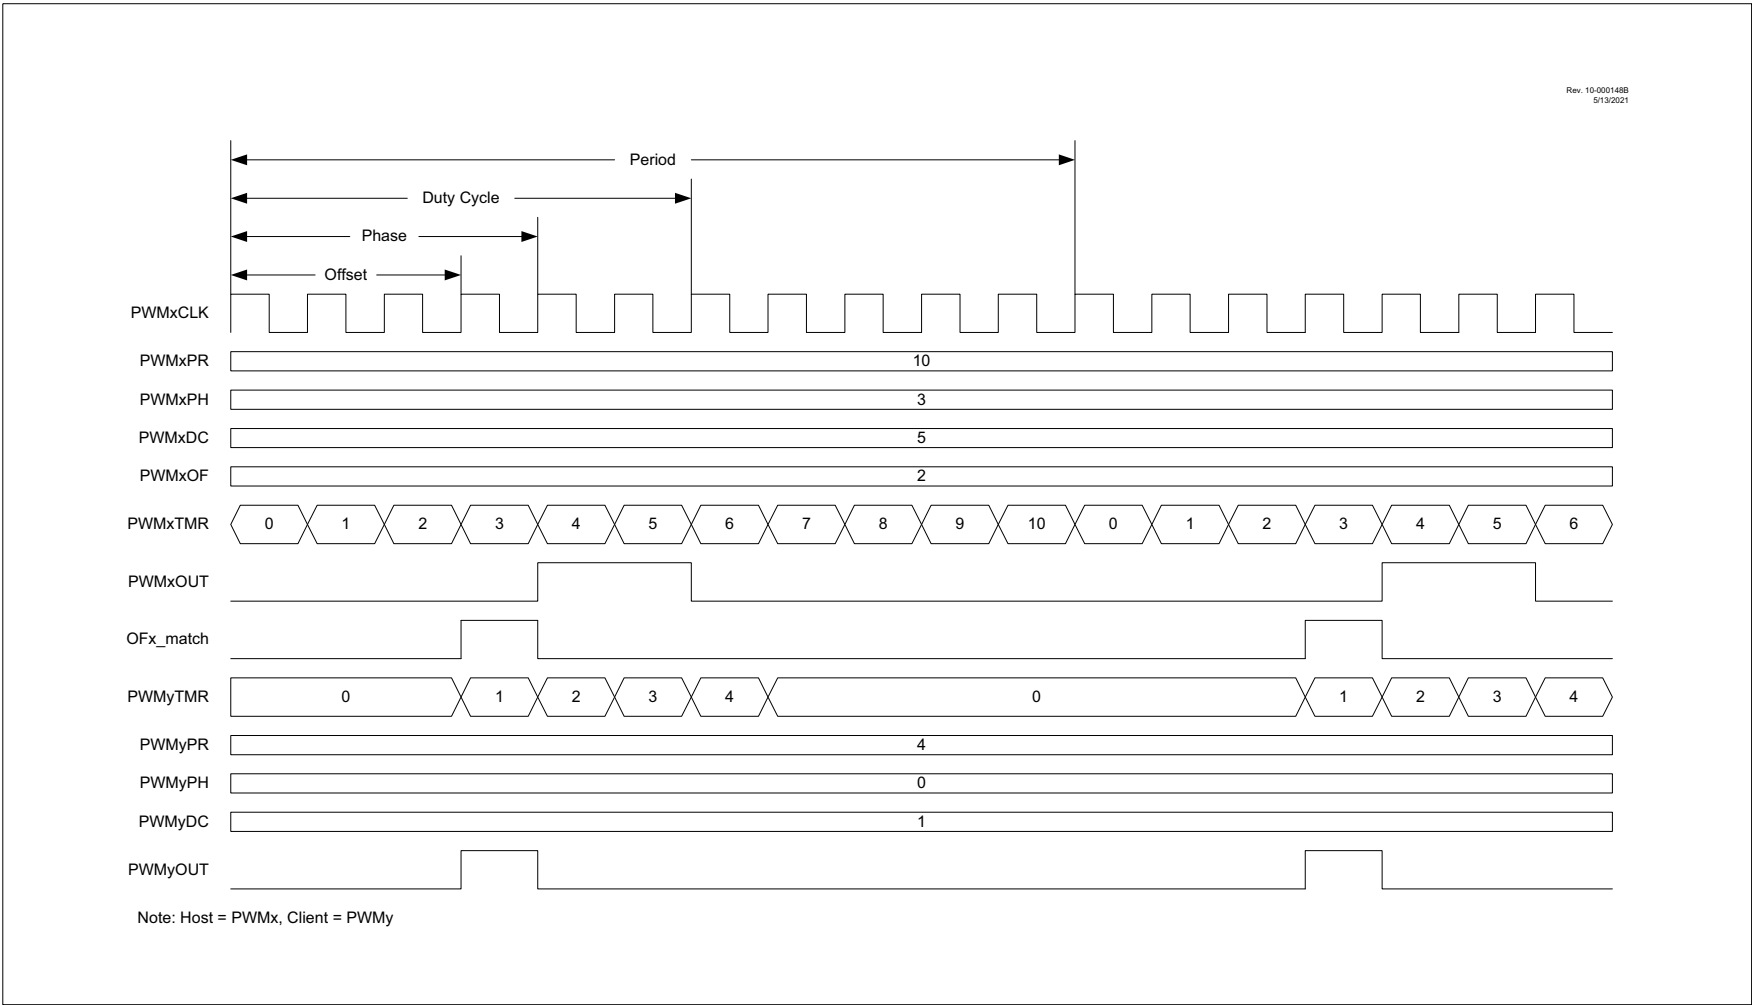 Rev. 10-000148B
5/13/2021
Period
Duty Cycle
Phase
Offset
PWMxCLK
PWMxPR 10
PWMxPH 3
PWMxDC 5
PWMxOF 2
PWMxTMR 0 1 2 3 4 5 6 7 8 9 10 0 1 2 3 4 5 6
PWMxOUT
OFx_match
PWMyTMR 0 1 2 3 4 0 1 2 3 4
PWMyPR 4
PWMyPH 0
PWMyDC 1
PWMyOUT
Note: Host = PWMx, Client = PWMy